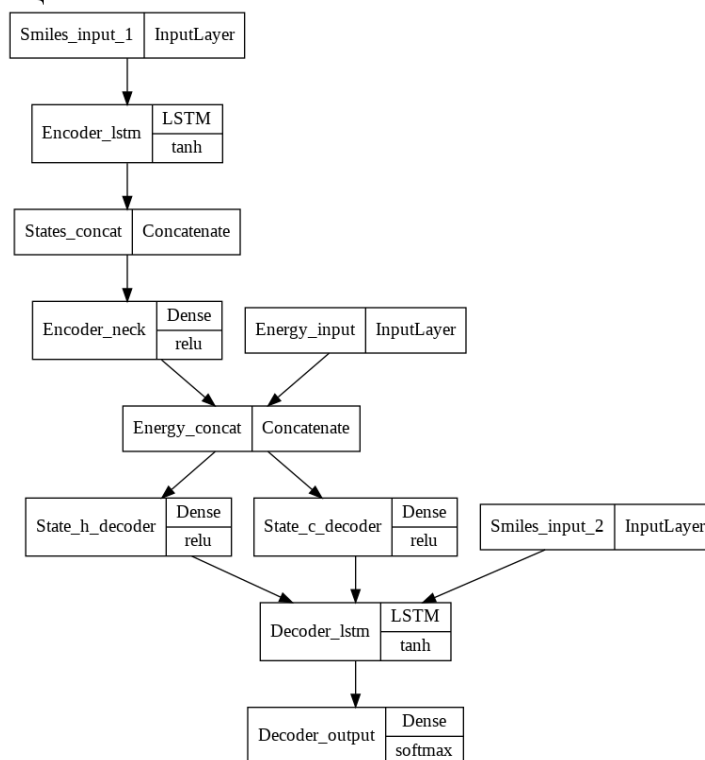 Smiles_input_1 InputLayer
Encoder_lstm LSTM
tanh
States_concat Concatenate
Encoder_neck Dense
relu
Energy_input InputLayer
Energy_concat Concatenate
State_h_decoder Dense
relu
State_c_decoder Dense
relu
Smiles_input_2 InputLayer
Decoder_lstm LSTM
tanh
Decoder_output Dense
softmax